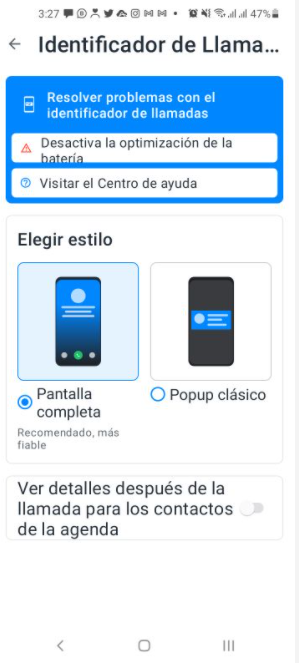 3:27
47%
Identificador de Llama...
Resolver problemas con el
identificador de llamadas
Desactiva la optimización de la
batería
Visitar el Centro de ayuda
Elegir estilo
Pantalla
completa
Popup clásico
Recomendado, más
fiable
Ver detalles después de la
llamada para los contactos
de la agenda